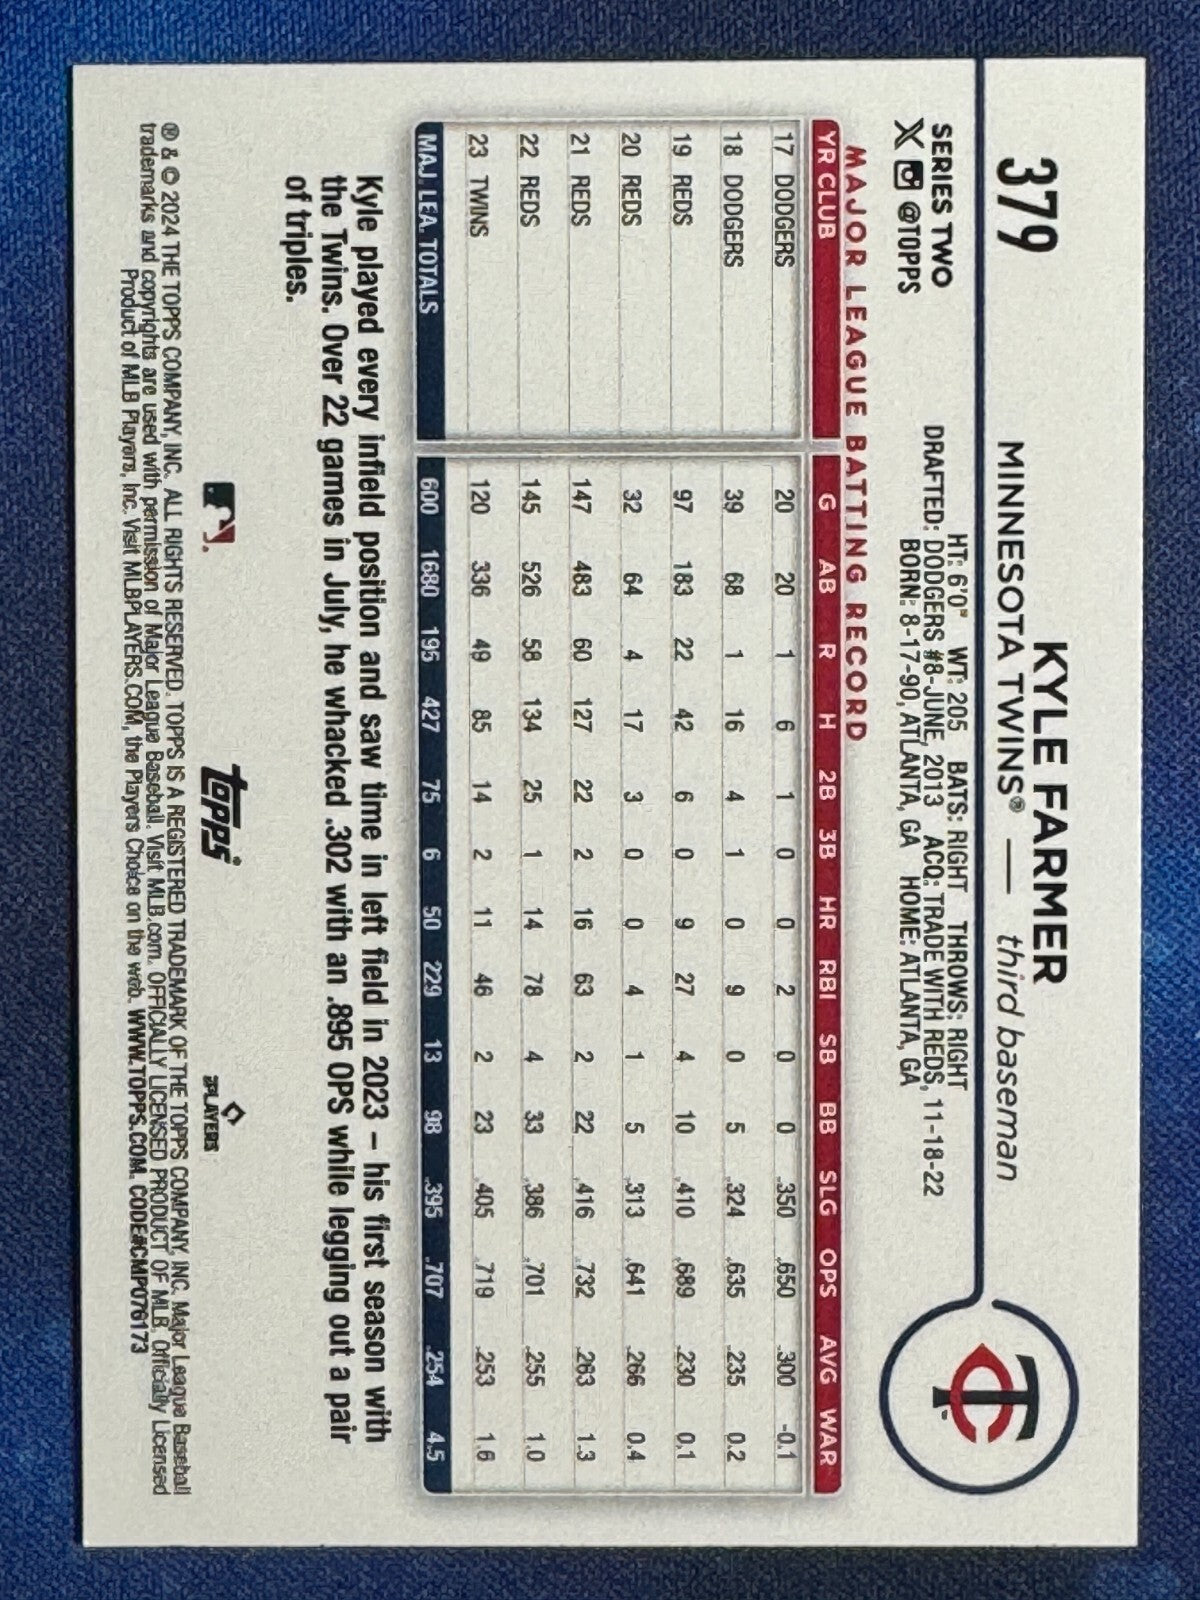 379
KYLE FARMER
MINNESOTA TWINS® — third baseman
SERIES TWO
X @TOPPS
HT: 6'0" WT: 205 BATS: RIGHT THROWS: RIGHT
DRAFTED: DODGERS #8-JUNE, 2013 ACQ: TRADE WITH REDS, 11-18-22
BORN: 8-17-90, ATLANTA, GA HOME: ATLANTA, GA
TC
MAJOR LEAGUE BATTING RECORD
YR CLUB G AB R H 2B 3B HR RBI SB BB SLG OPS AVG WAR
17 DODGERS 20 20 1 6 1 0 0 2 0 0 .350 .650 .300 -0.1
18 DODGERS 39 68 1 16 4 1 0 9 0 5 .324 .635 .235 0.2
19 REDS 97 183 22 42 6 0 9 27 4 10 .410 .689 .230 0.1
20 REDS 32 64 4 17 3 0 0 4 1 5 .313 .641 .266 0.4
21 REDS 147 483 60 127 22 2 16 63 2 22 .416 .732 .263 1.3
22 REDS 145 526 58 134 25 1 14 78 4 33 .386 .701 .255 1.0
23 TWINS 120 336 49 85 14 2 11 46 2 23 .405 .719 .253 1.6
MAJ. LEA. TOTALS 600 1680 195 427 75 6 50 229 13 98 .395 .707 .254 4.5
Kyle played every infield position and saw time in left field in 2023 – his first season with
the Twins. Over 22 games in July, he whacked .302 with an .895 OPS while legging out a pair
of triples.
topps
PLAYERS
® & © 2024 THE TOPPS COMPANY, INC. ALL RIGHTS RESERVED. TOPPS IS A REGISTERED TRADEMARK OF THE TOPPS COMPANY, INC. Major League Baseball
trademarks and copyrights are used with permission of Major League Baseball. Visit MLB.com. OFFICIALLY LICENSED PRODUCT OF MLB. Officially Licensed
Product of MLB Players, Inc. Visit MLBPLAYERS.COM, the Players Choice on the web. WWW.TOPPS.COM. CODE#CMP076173